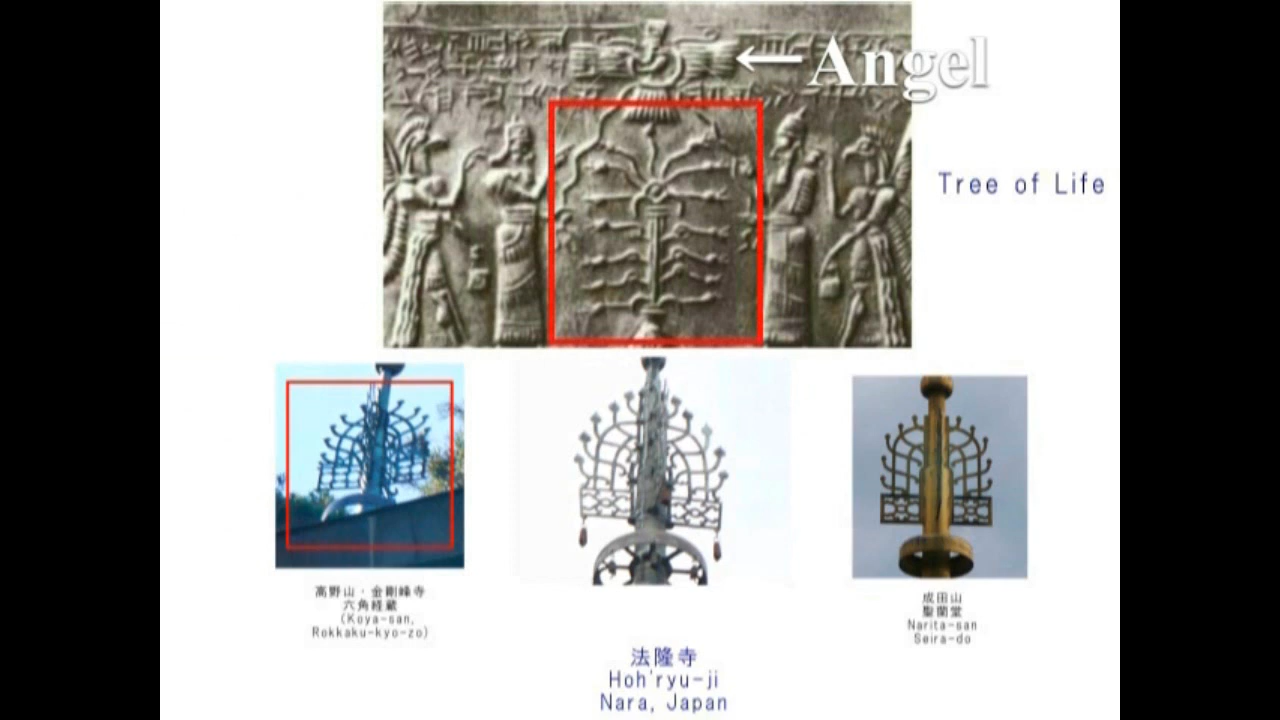 Angel
Tree of Life
高野山・金剛峰寺
六角経蔵
(Koya-san,
Rokkaku-kyo-zo)
法隆寺
Hoh'ryu-ji
Nara, Japan
成田山
聖蘭堂
Narita-san
Seira-do